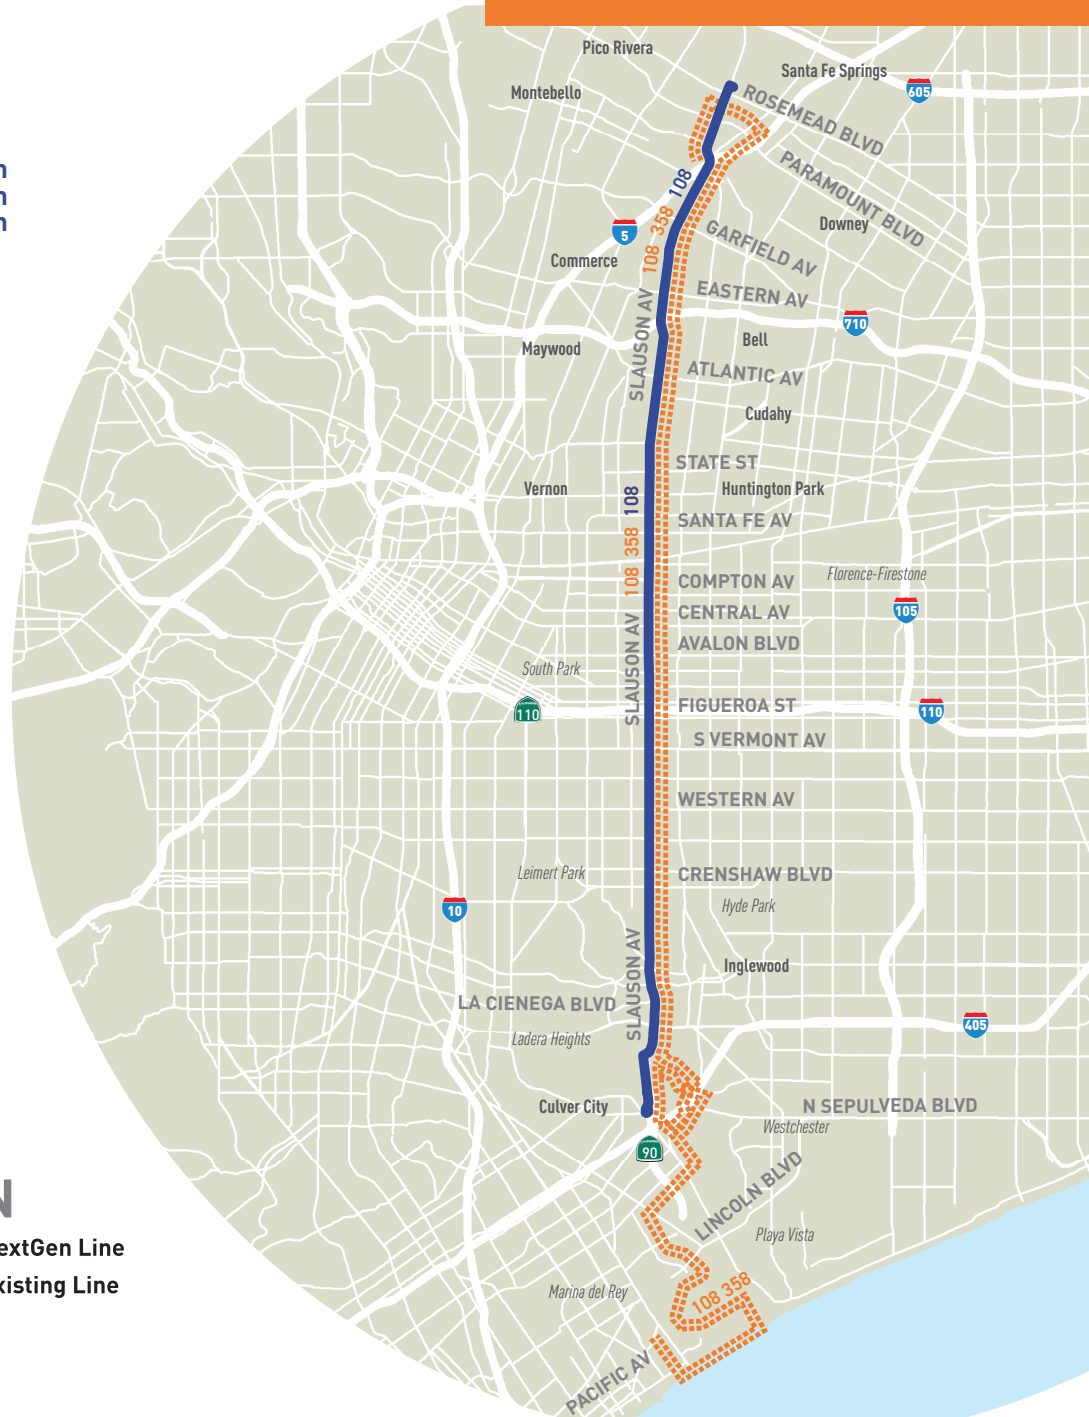 Pico Rivera
Santa Fe Springs
605
Montebello
ROSEMEAD BLVD
PARAMOUNT BLVD
108
108 358
Downey
5
GARFIELD AV
Commerce
EASTERN AV
SLAUSON AV
710
Bell
Maywood
ATLANTIC AV
Cudahy
STATE ST
Vernon
Huntington Park
108 358 108
SANTA FE AV
Florence-Firestone
COMPTON AV
105
CENTRAL AV
AVALON BLVD
SLAUSON AV
South Park
FIGUEROA ST
110
110
S VERMONT AV
WESTERN AV
Leimert Park
CRENSHAW BLVD
Hyde Park
10
SLAUSON AV
Inglewood
LA CIENEGA BLVD
405
Ladera Heights
Culver City
N SEPULVEDA BLVD
Westchester
90
LINCOLN BLVD
Playa Vista
Marina del Rey
108 358
PACIFIC AV
n
n
n
N
extGen Line
xisting Line